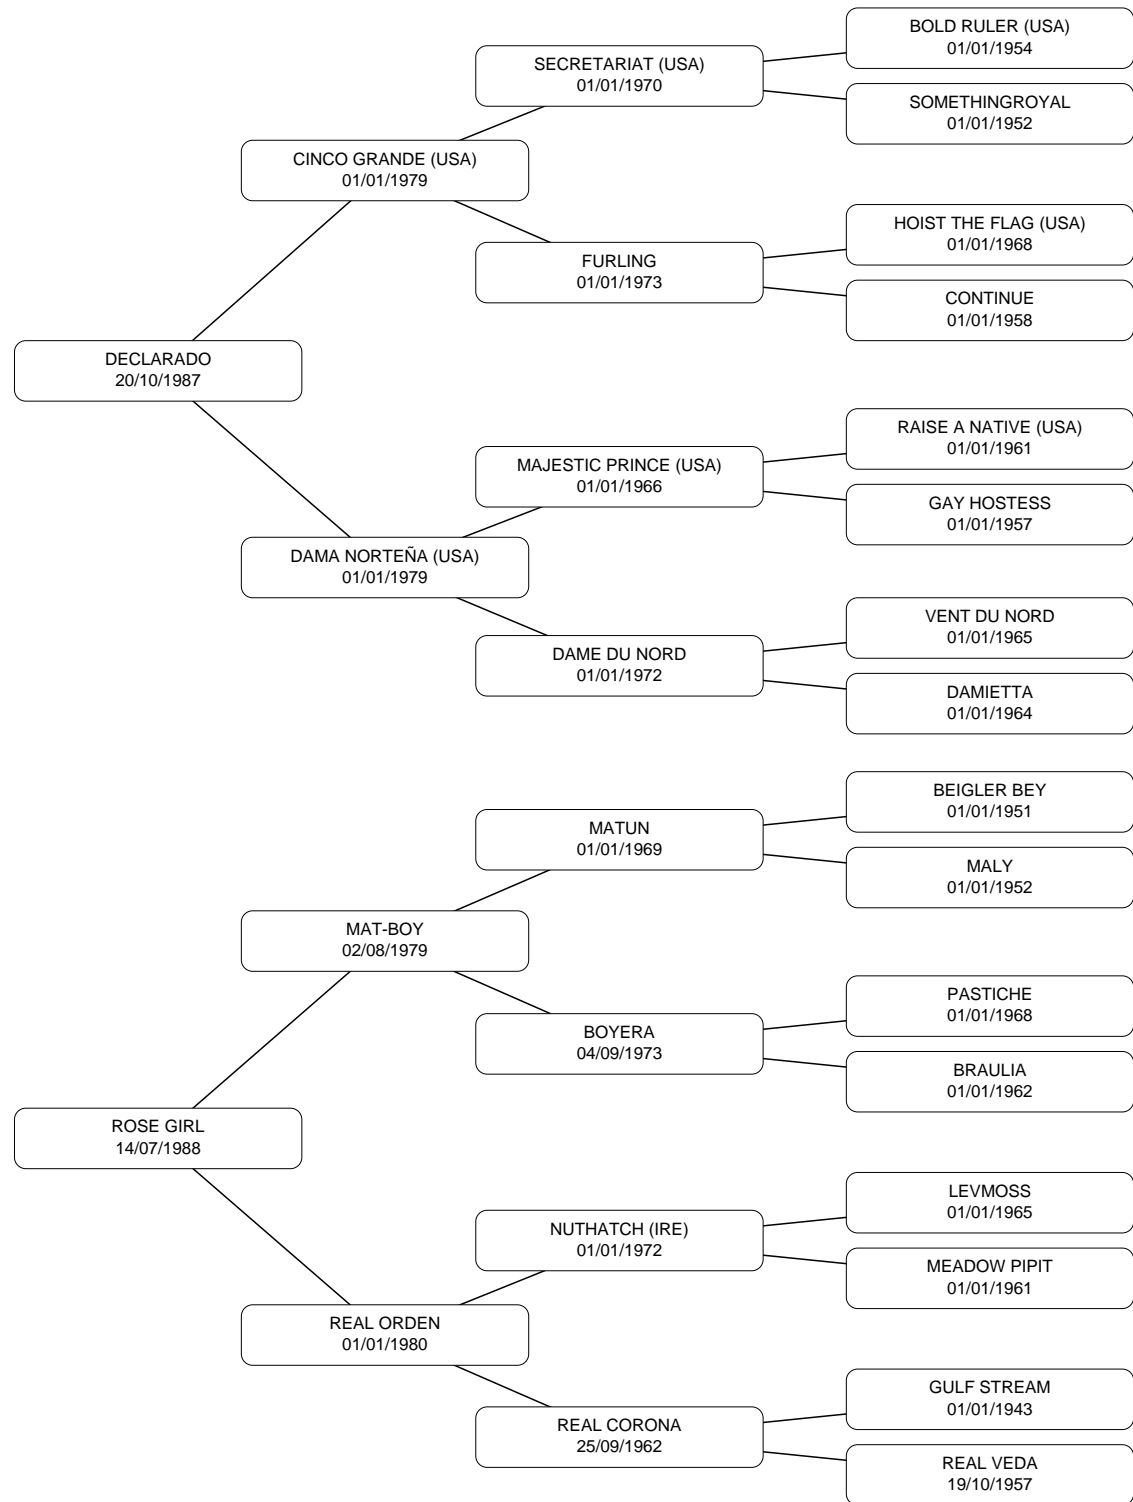 BOLD RULER (USA)
01/01/1954
SECRETARIAT (USA)
01/01/1970
SOMETHINGROYAL
01/01/1952
CINCO GRANDE (USA)
01/01/1979
HOIST THE FLAG (USA)
01/01/1968
FURLING
01/01/1973
CONTINUE
01/01/1958
DECLARADO
20/10/1987
RAISE A NATIVE (USA)
01/01/1961
MAJESTIC PRINCE (USA)
01/01/1966
GAY HOSTESS
01/01/1957
DAMA NORTEÑA (USA)
01/01/1979
VENT DU NORD
01/01/1965
DAME DU NORD
01/01/1972
DAMIETTA
01/01/1964
BEIGLER BEY
01/01/1951
MATUN
01/01/1969
MALY
01/01/1952
MAT-BOY
02/08/1979
PASTICHE
01/01/1968
BOYERA
04/09/1973
BRAULIA
01/01/1962
ROSE GIRL
14/07/1988
LEVMOSS
01/01/1965
NUTHATCH (IRE)
01/01/1972
MEADOW PIPIT
01/01/1961
REAL ORDEN
01/01/1980
GULF STREAM
01/01/1943
REAL CORONA
25/09/1962
REAL VEDA
19/10/1957